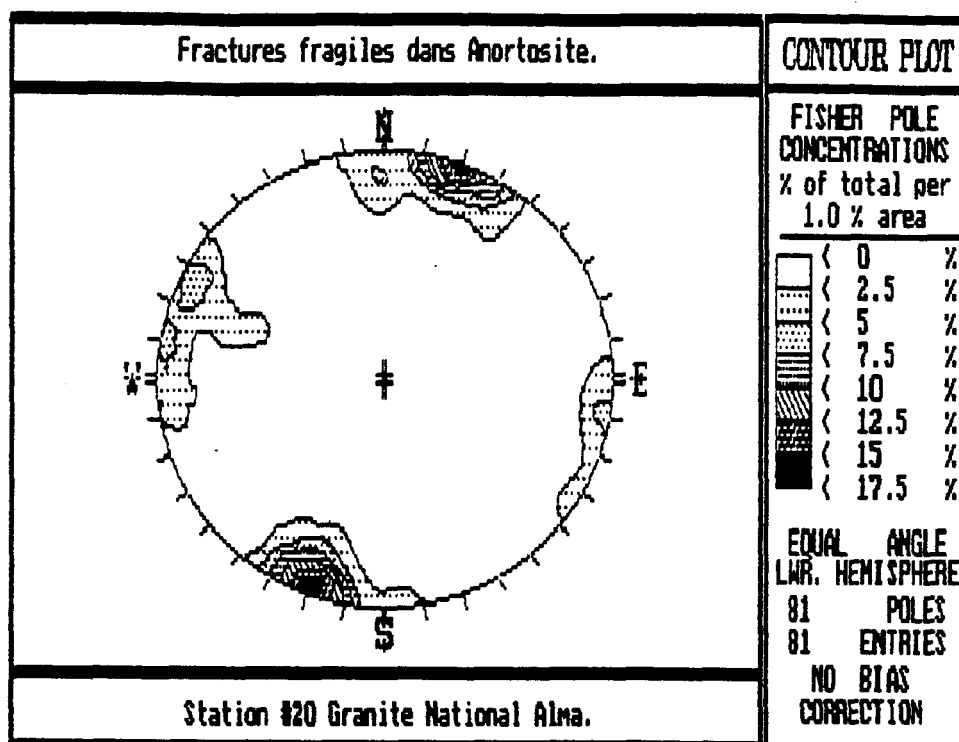 Fractures fragiles dans Anortosite.
N
W
E
S
Station #20 Granite National Alma.
CONTOUR PLOT
FISHER POLE
CONCENTRATIONS
% of total per
1.0 % area
< 0 %
< 2.5 %
< 5 %
< 7.5 %
< 10 %
< 12.5 %
< 15 %
< 17.5 %
EQUAL ANGLE
LWR. HEMISPHERE
81 POLES
81 ENTRIES
NO BIAS
CORRECTION